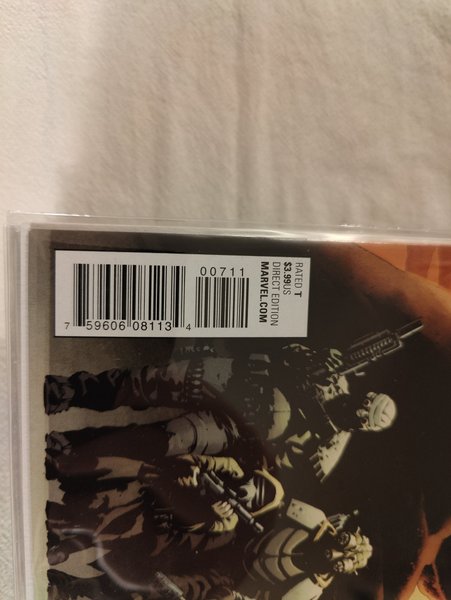 RATED T
$3.99US
DIRECT EDITION
MARVEL.COM
00711
7 59606 08113 4